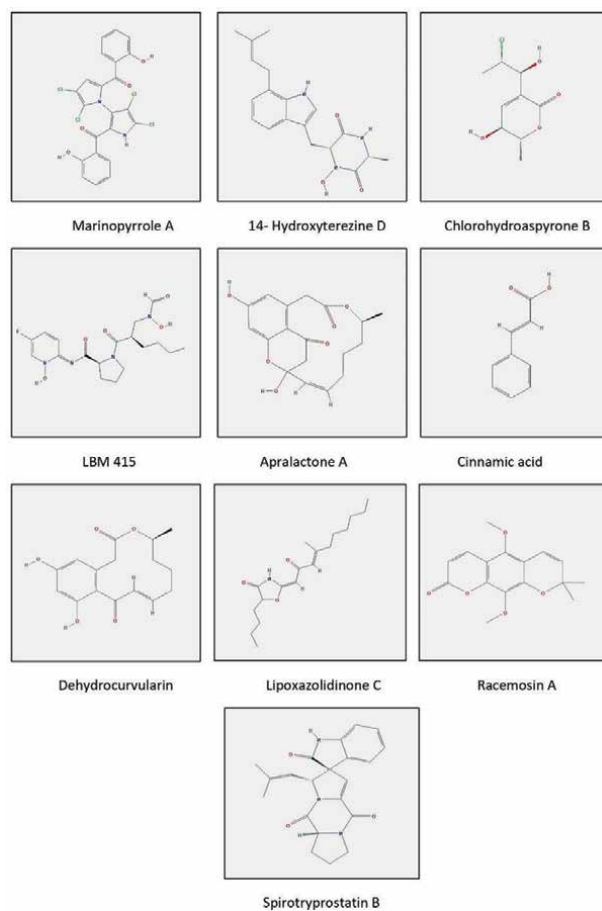 Marinopyrrole A
14- Hydroxyterezine D
Chlorohydroaspyrone B
LBM 415
Apralactone A
Cinnamic acid
Dehydrocurvularin
Lipoxazolidinone C
Racemosin A
Spirotryprostatin B